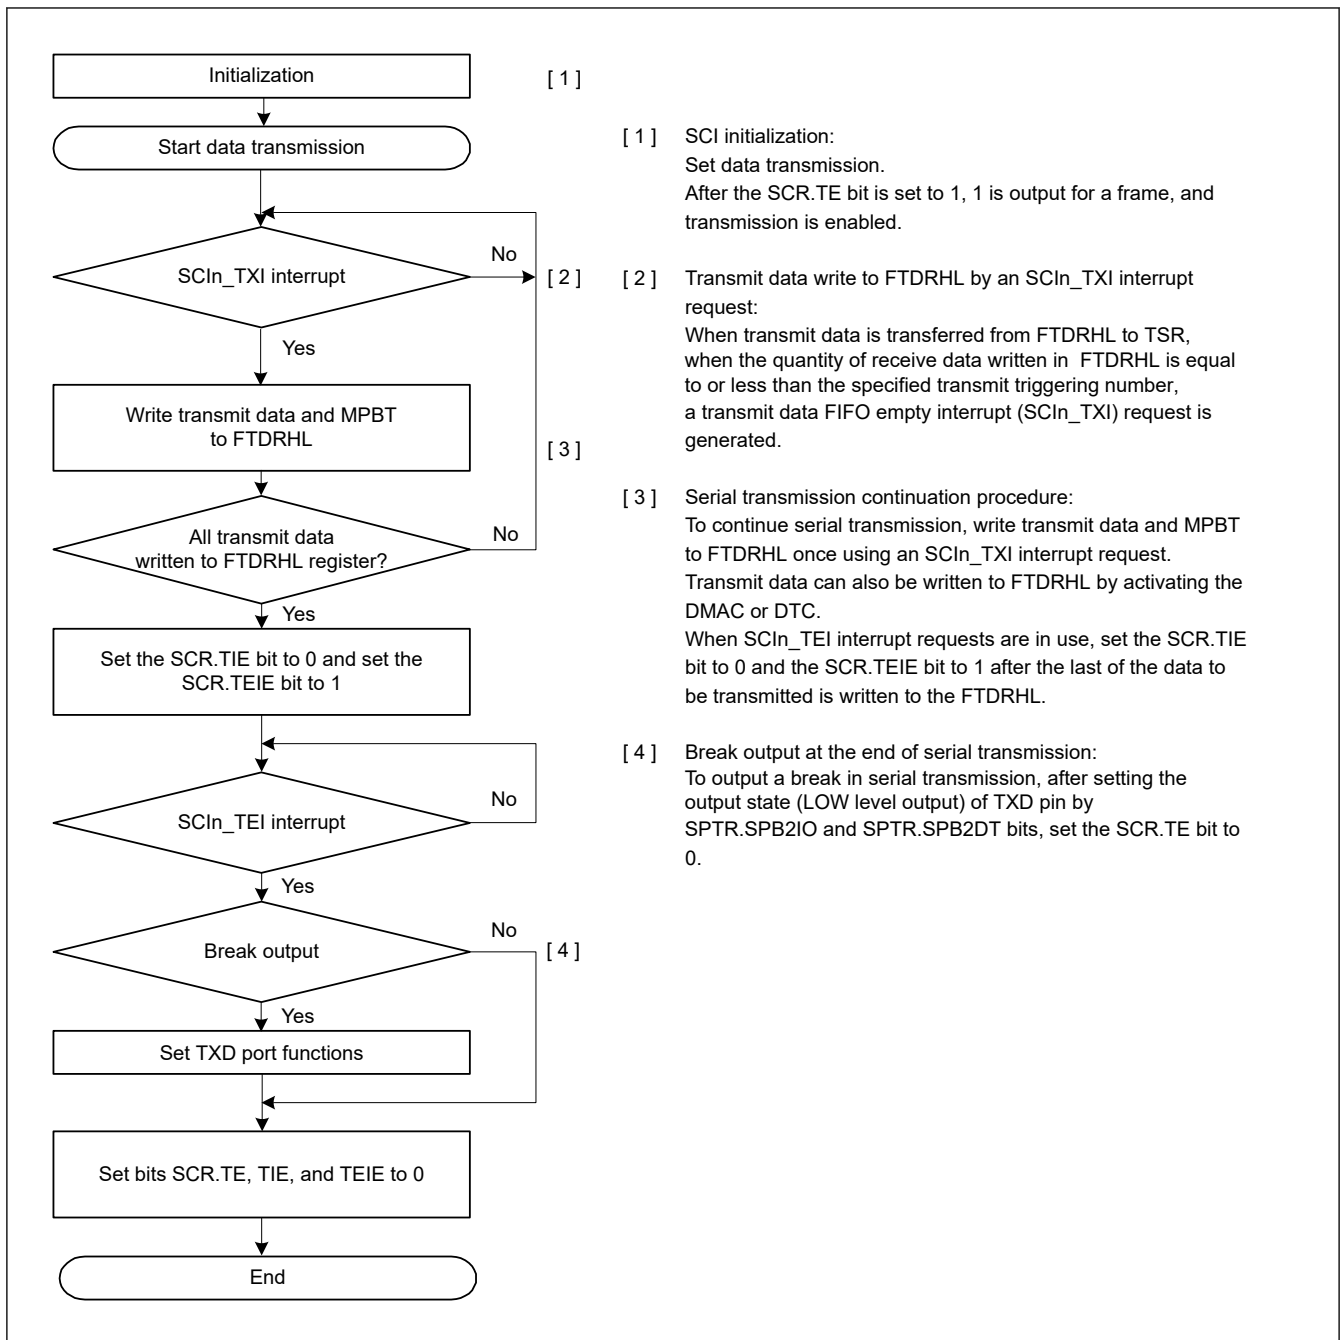 Initialization
[ 1 ]
Start data transmission
SCIn_TXI interrupt
No
[ 2 ]
Yes
Write transmit data and MPBT
to FTDRHL
[ 3 ]
All transmit data
written to FTDRHL register?
No
Yes
Set the SCR.TIE bit to 0 and set the
SCR.TEIE bit to 1
SCIn_TEI interrupt
No
Yes
Break output
No
[ 4 ]
Yes
Set TXD port functions
Set bits SCR.TE, TIE, and TEIE to 0
End
[ 1 ] SCI initialization:
Set data transmission.
After the SCR.TE bit is set to 1, 1 is output for a frame, and
transmission is enabled.
[ 2 ] Transmit data write to FTDRHL by an SCIn_TXI interrupt
request:
When transmit data is transferred from FTDRHL to TSR,
when the quantity of receive data written in FTDRHL is equal
to or less than the specified transmit triggering number,
a transmit data FIFO empty interrupt (SCIn_TXI) request is
generated.
[ 3 ] Serial transmission continuation procedure:
To continue serial transmission, write transmit data and MPBT
to FTDRHL once using an SCIn_TXI interrupt request.
Transmit data can also be written to FTDRHL by activating the
DMAC or DTC.
When SCIn_TEI interrupt requests are in use, set the SCR.TIE
bit to 0 and the SCR.TEIE bit to 1 after the last of the data to
be transmitted is written to the FTDRHL.
[ 4 ] Break output at the end of serial transmission:
To output a break in serial transmission, after setting the
output state (LOW level output) of TXD pin by
SPTR.SPB2IO and SPTR.SPB2DT bits, set the SCR.TE bit to
0.